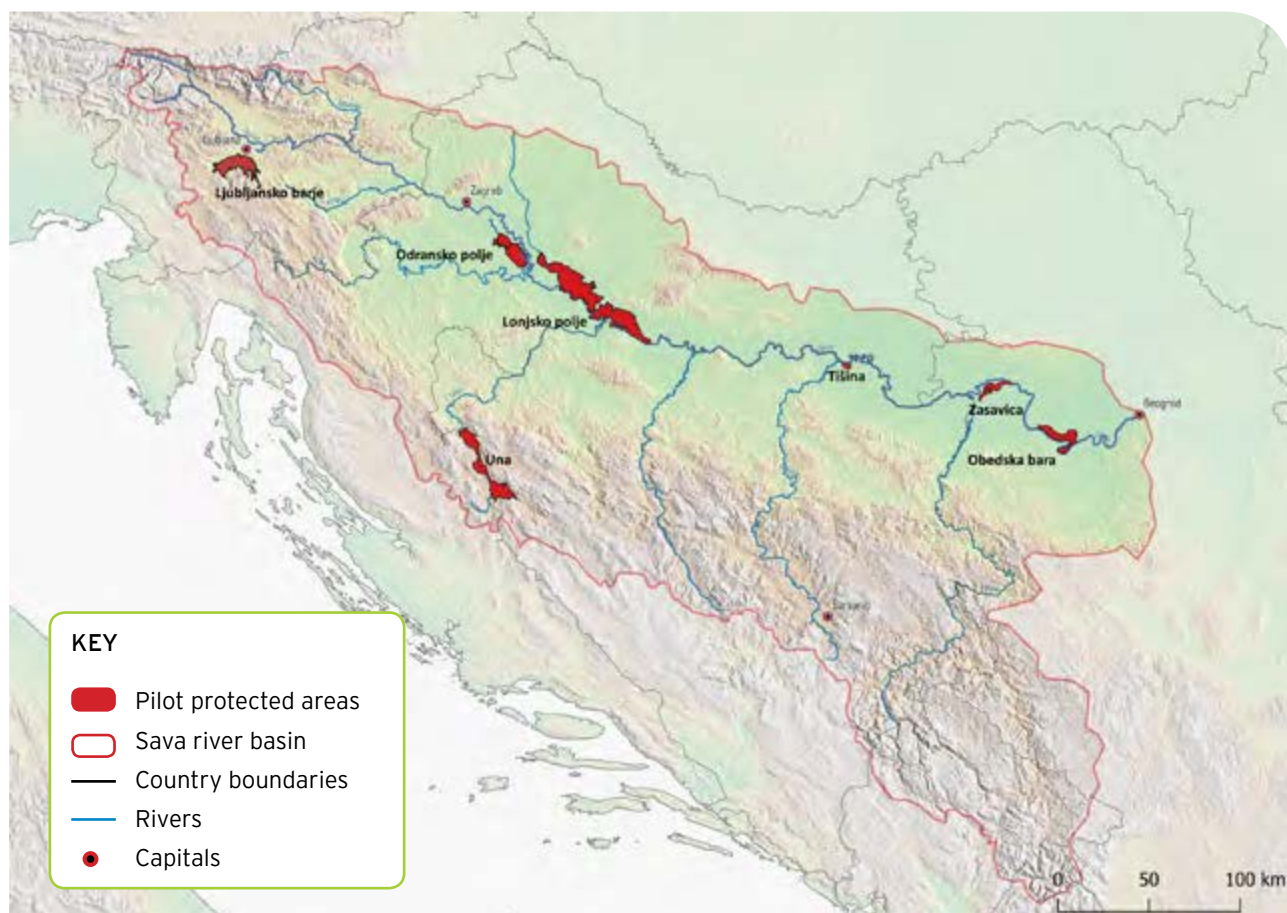 Ljubljana
Ljubljansko barje
Zagreb
Odransko polje
Lonjsko polje
Tišina
Zasavica
Beograd
Obedska bara
Una
Sarajevo
KEY
Pilot protected areas
Sava river basin
Country boundaries
Rivers
Capitals
0 50 100 km